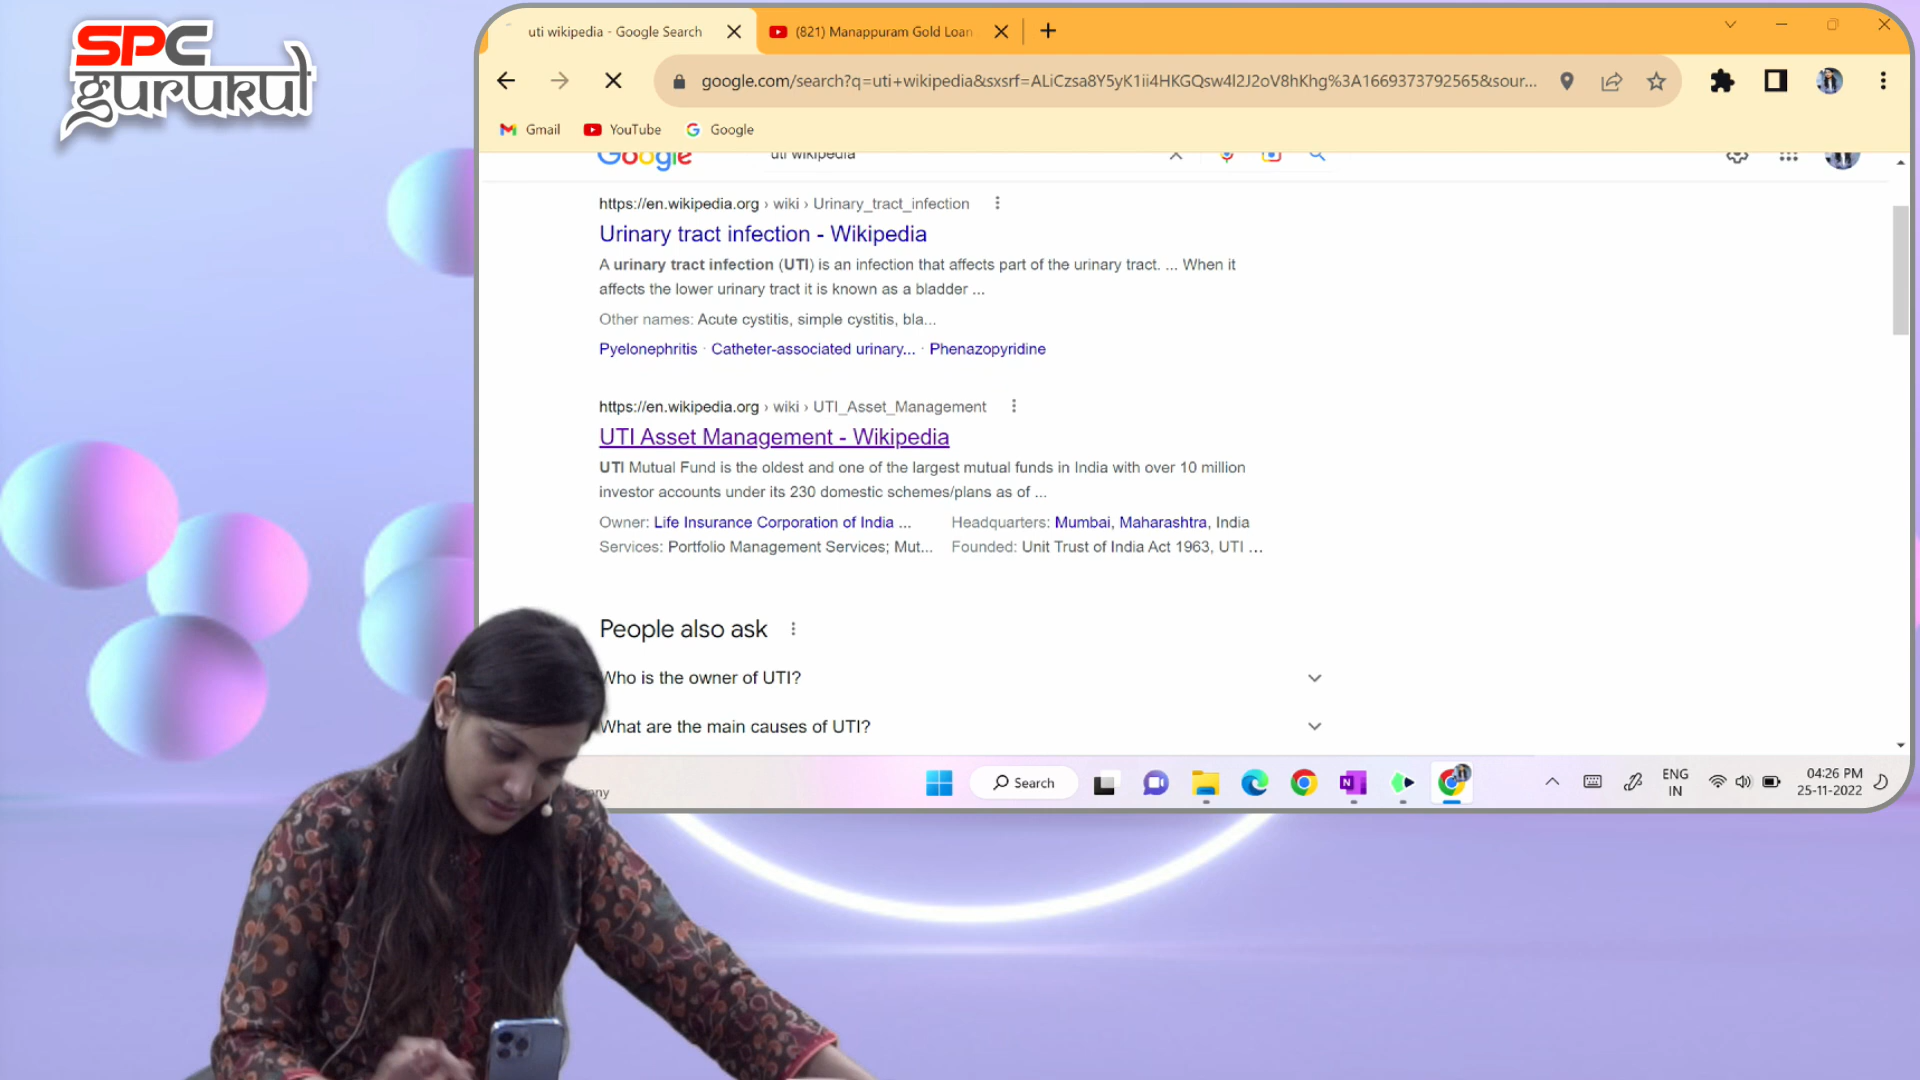 SPC
gurukul
uti wikipedia - Google Search
(821) Manappuram Gold Loan
google.com/search?q=uti+wikipedia&sxsrf=ALiCzsa8Y5yK1ii4HKGQsw4I2J2oV8hKhg%3A1669373792565&sour...
Gmail
YouTube
Google
Google
uti wikipedia
https://en.wikipedia.org › wiki › Urinary_tract_infection
Urinary tract infection - Wikipedia
A urinary tract infection (UTI) is an infection that affects part of the urinary tract. ... When it
affects the lower urinary tract it is known as a bladder ...
Other names: Acute cystitis, simple cystitis, bla...
Pyelonephritis · Catheter-associated urinary... · Phenazopyridine
https://en.wikipedia.org › wiki › UTI_Asset_Management
UTI Asset Management - Wikipedia
UTI Mutual Fund is the oldest and one of the largest mutual funds in India with over 10 million
investor accounts under its 230 domestic schemes/plans as of ...
Owner: Life Insurance Corporation of India ...
Headquarters: Mumbai, Maharashtra, India
Services: Portfolio Management Services; Mut...
Founded: Unit Trust of India Act 1963, UTI ...
People also ask
Who is the owner of UTI?
What are the main causes of UTI?
Search
ENG
IN
04:26 PM
25-11-2022